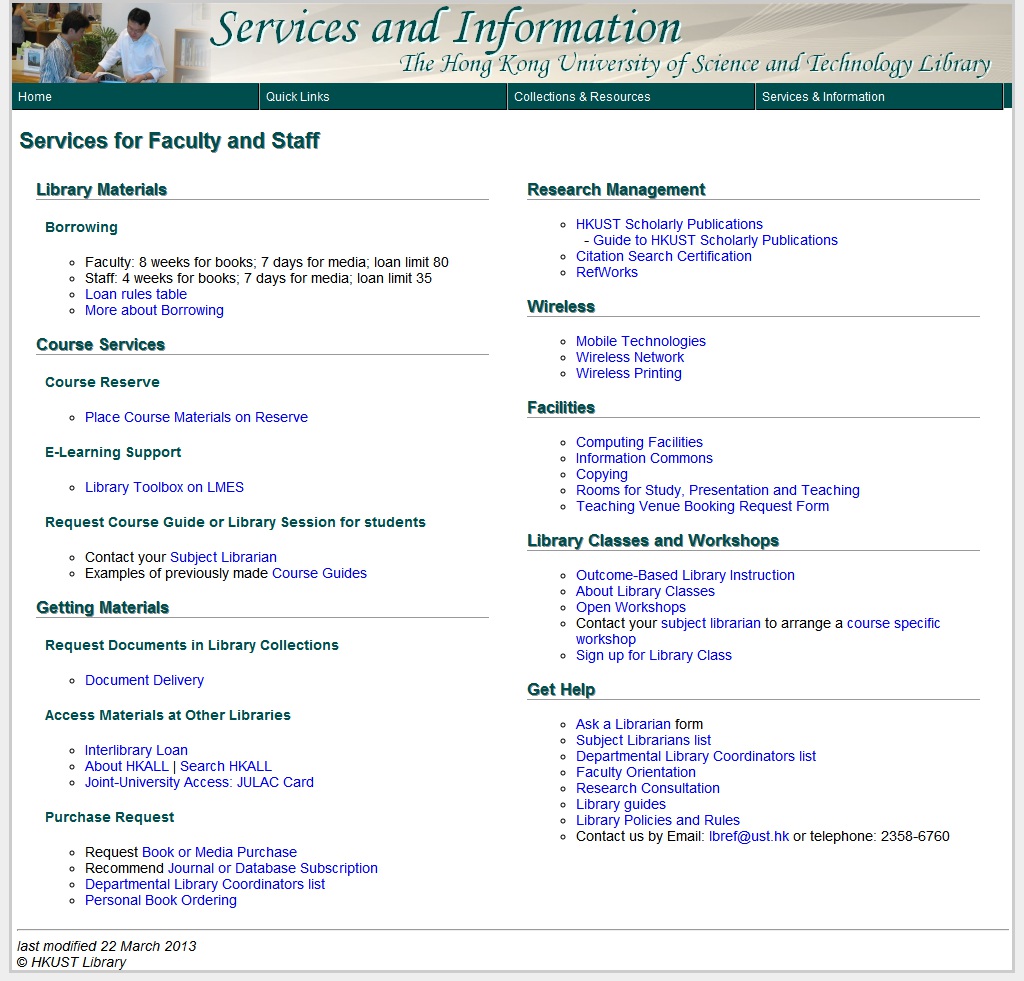 Services and Information
The Hong Kong University of Science and Technology Library
Home
Quick Links
Collections & Resources
Services & Information
Services for Faculty and Staff
Library Materials
Borrowing
Faculty: 8 weeks for books; 7 days for media; loan limit 80
Staff: 4 weeks for books; 7 days for media; loan limit 35
Loan rules table
More about Borrowing
Course Services
Course Reserve
Place Course Materials on Reserve
E-Learning Support
Library Toolbox on LMES
Request Course Guide or Library Session for students
Contact your Subject Librarian
Examples of previously made Course Guides
Getting Materials
Request Documents in Library Collections
Document Delivery
Access Materials at Other Libraries
Interlibrary Loan
About HKALL | Search HKALL
Joint-University Access: JULAC Card
Purchase Request
Request Book or Media Purchase
Recommend Journal or Database Subscription
Departmental Library Coordinators list
Personal Book Ordering
Research Management
HKUST Scholarly Publications
- Guide to HKUST Scholarly Publications
Citation Search Certification
RefWorks
Wireless
Mobile Technologies
Wireless Network
Wireless Printing
Facilities
Computing Facilities
Information Commons
Copying
Rooms for Study, Presentation and Teaching
Teaching Venue Booking Request Form
Library Classes and Workshops
Outcome-Based Library Instruction
About Library Classes
Open Workshops
Contact your subject librarian to arrange a course specific
workshop
Sign up for Library Class
Get Help
Ask a Librarian form
Subject Librarians list
Departmental Library Coordinators list
Faculty Orientation
Research Consultation
Library guides
Library Policies and Rules
Contact us by Email: lbref@ust.hk or telephone: 2358-6760
last modified 22 March 2013
© HKUST Library